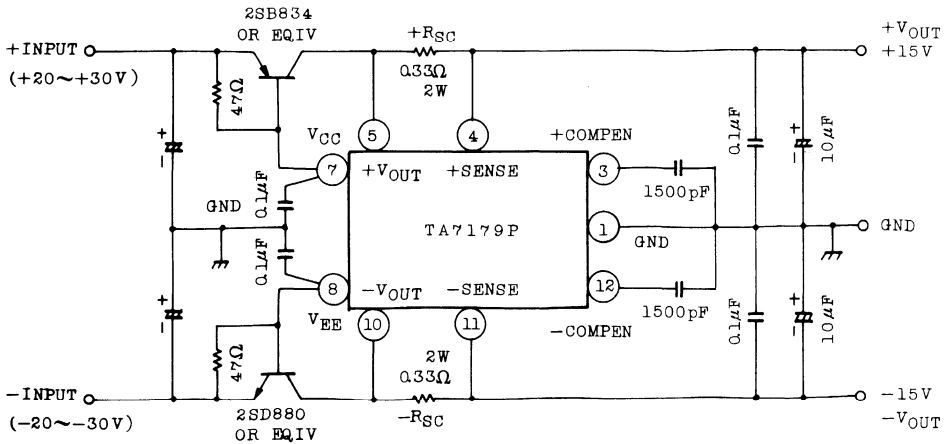 2SB834
OR EQIV
+RSC
0.33Ω
2W
+VOUT
+15V
+INPUT
(+20~+30V)
47Ω
VCC
5
4
+COMPEN
0.1μF
10μF
+
-
+
-
7
+VOUT
+SENSE
3
0.1μF
1500pF
GND
TA7179P
1
GND
GND
0.1μF
8
-VOUT
-SENSE
12
1500pF
VEE
10
11
-COMPEN
+
-
0.1μF
+
-
10μF
47Ω
2W
0.33Ω
-RSC
-INPUT
(-20~-30V)
2SD880
OR EQIV
-15V
-VOUT